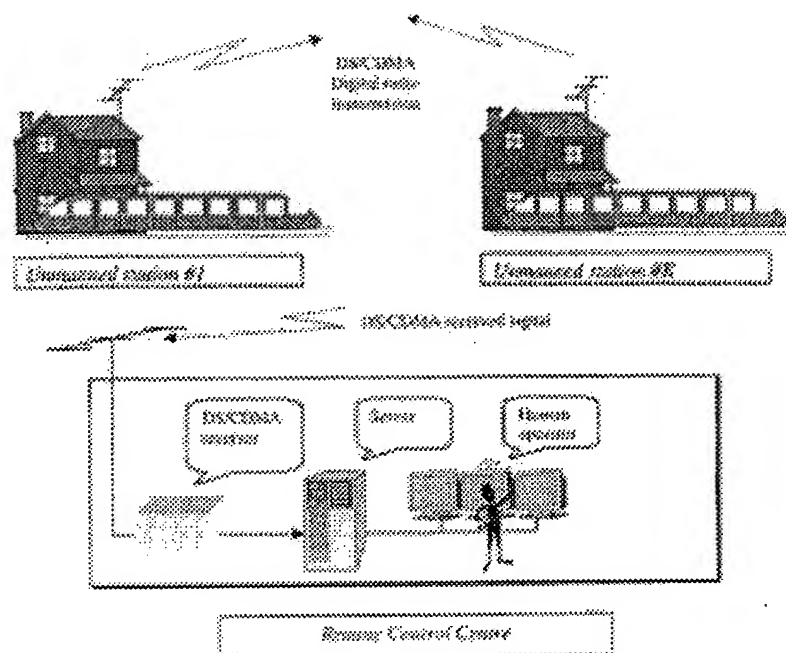 DS/CDMA
Digital radio
transmission
Unmanned station #1
Unmanned station #K
DS/CDMA received signal
DS/CDMA
receiver
Server
Human
operator
Remote Control Centre